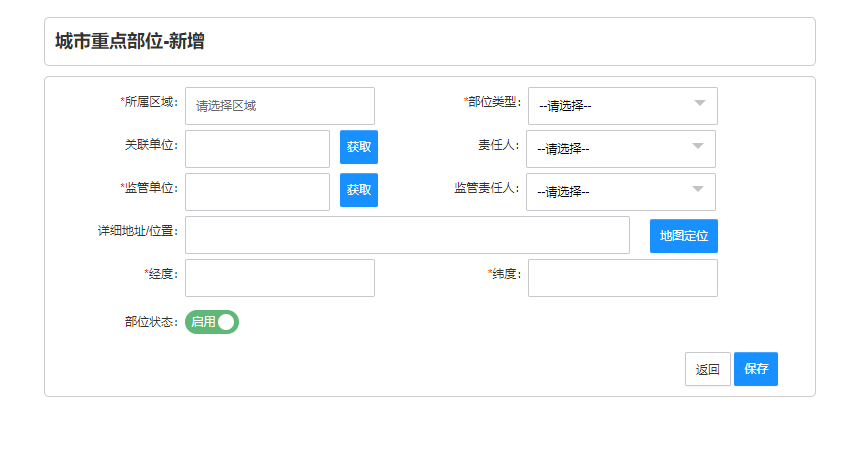 城市重点部位-新增
*所属区域: 请选择区域 *部位类型: --请选择--
关联单位: 获取 责任人: --请选择--
*监管单位: 获取 监管责任人: --请选择--
详细地址/位置: 地图定位
*经度: *纬度:
部位状态: 启用
返回 保存